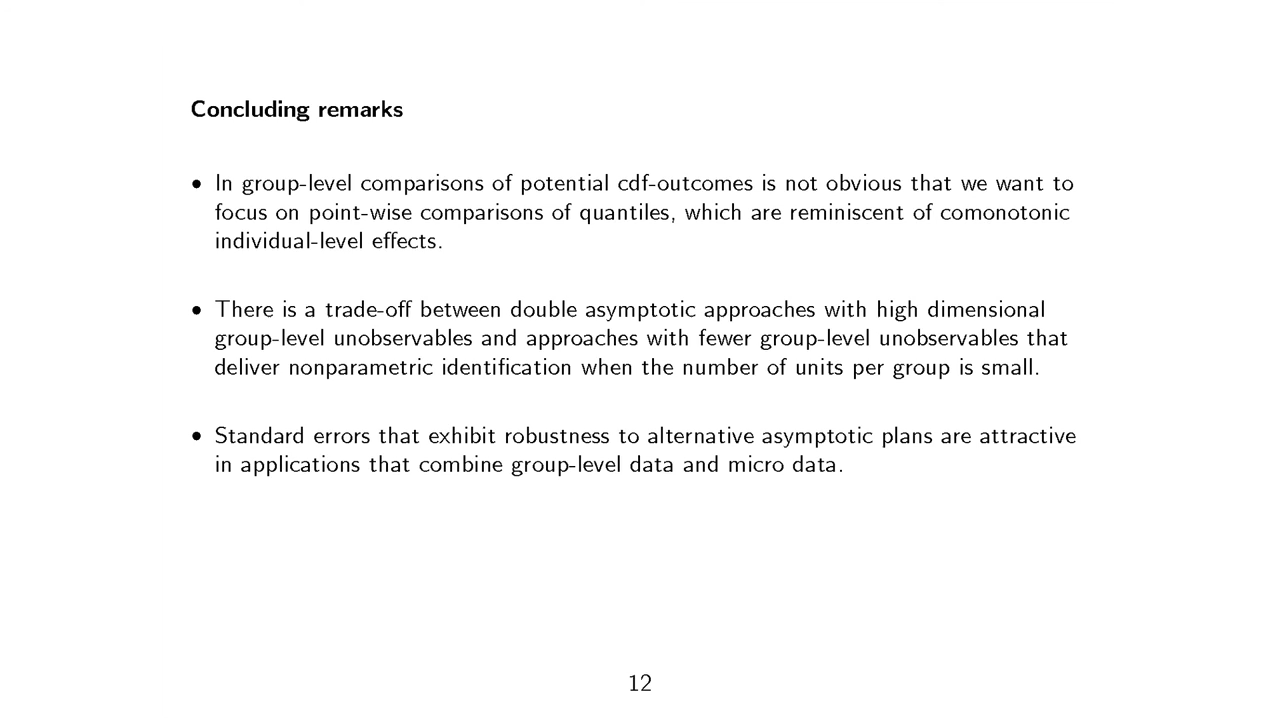 Concluding remarks
• In group-level comparisons of potential cdf-outcomes is not obvious that we want to
focus on point-wise comparisons of quantiles, which are reminiscent of comonotonic
individual-level effects.
• There is a trade-off between double asymptotic approaches with high dimensional
group-level unobservables and approaches with fewer group-level unobservables that
deliver nonparametric identification when the number of units per group is small.
• Standard errors that exhibit robustness to alternative asymptotic plans are attractive
in applications that combine group-level data and micro data.
12